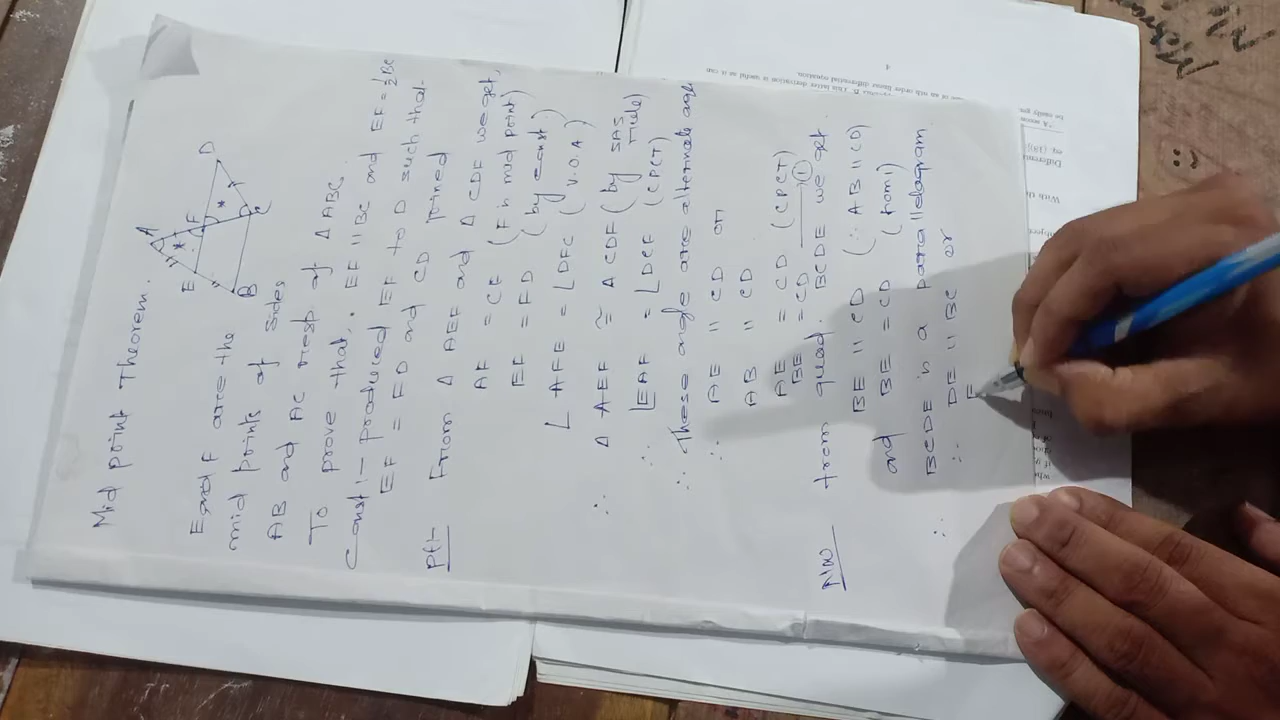 Mid point Theorem.
A
E
F
D
B
C
E and F are the
mid points of sides
AB and AC resp of Δ ABC.
To prove that. EF || BC and EF = ½ BC
Const:- produced EF to D such that
EF = FD and CD joined
Pf:- From Δ AEF and Δ CDF we get,
AF = CF (F is mid point)
EF = FD (by const.)
∟AFE = ∟DFC (V.O.A)
∴ Δ AEF ≅ Δ CDF (by SAS rule)
∴ ∟EAF = ∟DCF (CPCT)
∴ These angle are alternate angle
∴ AE || CD or
AB || CD
AE = CD (CPCT)
BE = CD ①
Now from quad. BCDE we get
BE || CD (∵ AB || CD)
and BE = CD (from 1)
∴ BCDE is a parallelogram
∴ DE || BC or
E
4